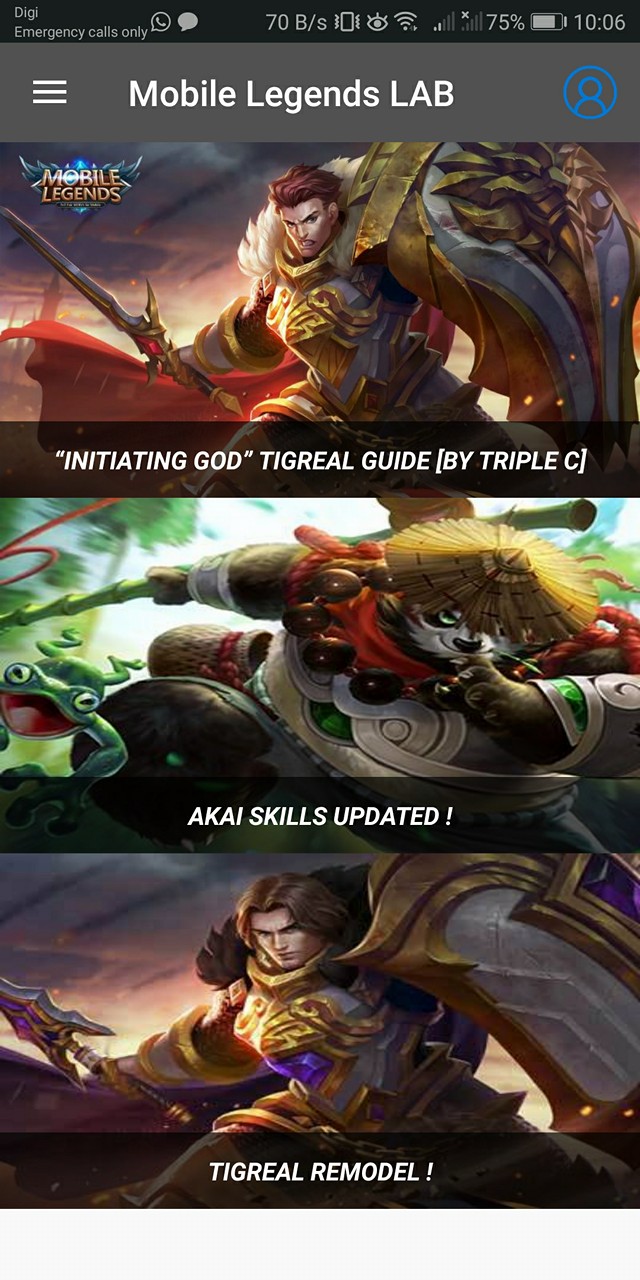 Digi
Emergency calls only
70 B/s
75%
10:06
Mobile Legends LAB
MOBILE
LEGENDS
“INITIATING GOD” TIGREAL GUIDE [BY TRIPLE C]
AKAI SKILLS UPDATED !
TIGREAL REMODEL !